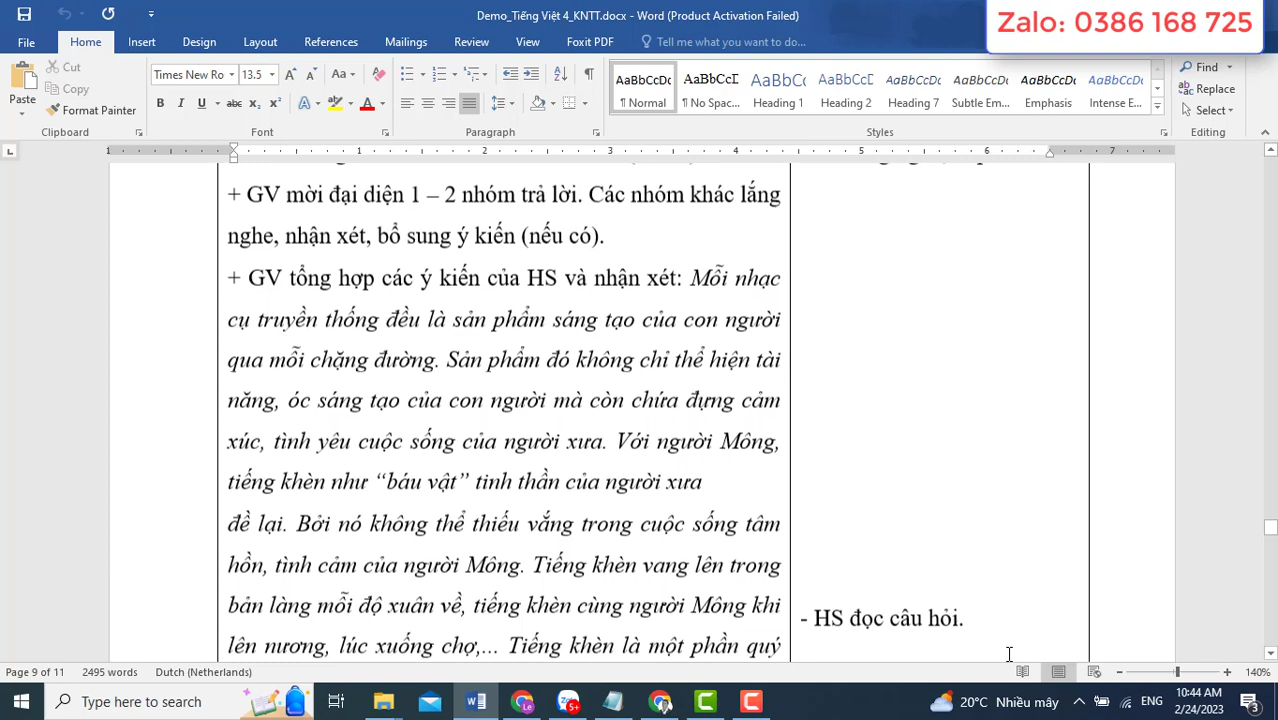 Demo_Tiếng Việt 4_KNTT.docx - Word (Product Activation Failed)
Zalo: 0386 168 725
File Home Insert Design Layout References Mailings Review View Foxit PDF Tell me what you want to do...
Cut
Copy
Format Painter
Paste
Clipboard
Times New Ro 13.5
Font
Paragraph
AaBbCcDc AaBbCcD AaBbCc AaBbCcD AaBbCcDc AaBbCcDc AaBbCcDc AaBbCcDc
¶ Normal ¶ No Spac... Heading 1 Heading 2 Heading 7 Subtle Em... Emphasis Intense E...
Styles
Find
Replace
Select
Editing
1 1 2 3 4 5 6 7
+ GV mời đại diện 1 – 2 nhóm trả lời. Các nhóm khác lắng
nghe, nhận xét, bổ sung ý kiến (nếu có).
+ GV tổng hợp các ý kiến của HS và nhận xét: Mỗi nhạc
cụ truyền thống đều là sản phẩm sáng tạo của con người
qua mỗi chặng đường. Sản phẩm đó không chỉ thể hiện tài
năng, óc sáng tạo của con người mà còn chứa đựng cảm
xúc, tình yêu cuộc sống của người xưa. Với người Mông,
tiếng khèn như “báu vật” tinh thần của người xưa
đề lại. Bởi nó không thể thiếu vắng trong cuộc sống tâm
hồn, tình cảm của người Mông. Tiếng khèn vang lên trong
bản làng mỗi độ xuân về, tiếng khèn cùng người Mông khi
lên nương, lúc xuống chợ,... Tiếng khèn là một phần quý
- HS đọc câu hỏi.
Page 9 of 11 2495 words Dutch (Netherlands) 140%
Type here to search
20°C Nhiều mây
ENG
10:44 AM
2/24/2023